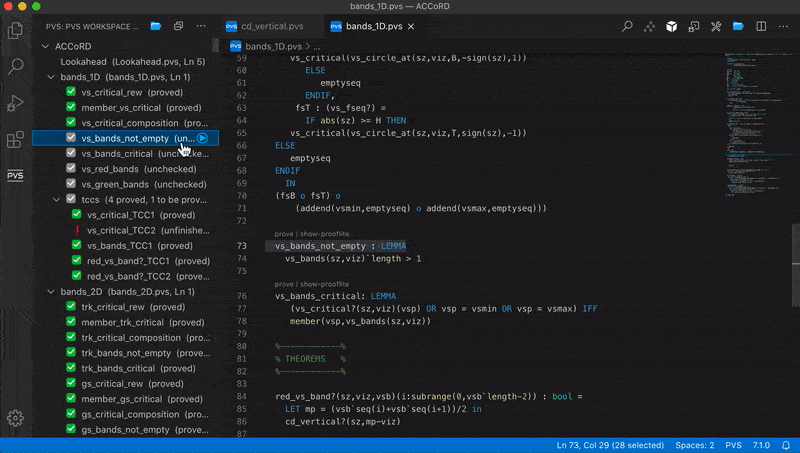 bands_1D.pvs — ACCoRD
PVS: PVS WORKSPACE ...
cd_vertical.pvs
bands_1D.pvs
bands_1D.pvs > ...
ACCoRD
Lookahead (Lookahead.pvs, Ln 5)
bands_1D (bands_1D.pvs, Ln 1)
vs_critical_rew (proved)
member_vs_critical (proved)
vs_critical_composition (pro...
vs_bands_not_empty (un...
vs_bands_critical (unchecke...
vs_red_bands (unchecked)
vs_green_bands (unchecked)
tccs (4 proved, 1 to be prov...
vs_critical_TCC1 (proved)
vs_critical_TCC2 (unfinishe...
vs_bands_TCC1 (proved)
red_vs_band?_TCC1 (proved)
red_vs_band?_TCC2 (prove...
bands_2D (bands_2D.pvs, Ln 1)
trk_critical_rew (proved)
member_trk_critical (proved)
trk_critical_composition (pro...
trk_bands_not_empty (prove...
trk_bands_critical (proved)
gs_critical_rew (proved)
member_gs_critical (proved)
gs_critical_composition (prov...
gs_bands_not_empty (prove...
PVS
59 vs_critical(vs_circle_at(sz,viz,B,-sign(sz),1))
60 ELSE
61 emptyseq
62 ENDIF,
63 fsT : (vs_fseq?) =
64 IF abs(sz) >= H THEN
65 vs_critical(vs_circle_at(sz,viz,T,sign(sz),-1))
66 ELSE
67 emptyseq
68 ENDIF
69 IN
70 (fsB o fsT) o
71 (addend(vsmin,emptyseq) o addend(vsmax,emptyseq)))
72
prove | show-prooflite
73 vs_bands_not_empty : LEMMA
74 vs_bands(sz,viz)`length > 1
75
prove | show-prooflite
76 vs_bands_critical: LEMMA
77 (vs_critical?(sz,viz)(vsp) OR vsp = vsmin OR vsp = vsmax) IFF
78 member(vsp,vs_bands(sz,viz))
79
80 %------------%
81 % THEOREMS %
82 %------------%
83
84 red_vs_band?(sz,viz,vsb)(i:subrange(0,vsb`length-2)) : bool =
85 LET mp = (vsb`seq(i)+vsb`seq(i+1))/2 in
86 cd_vertical?(sz,mp-viz)
87
Ln 73, Col 29 (28 selected) Spaces: 2 PVS 7.1.0